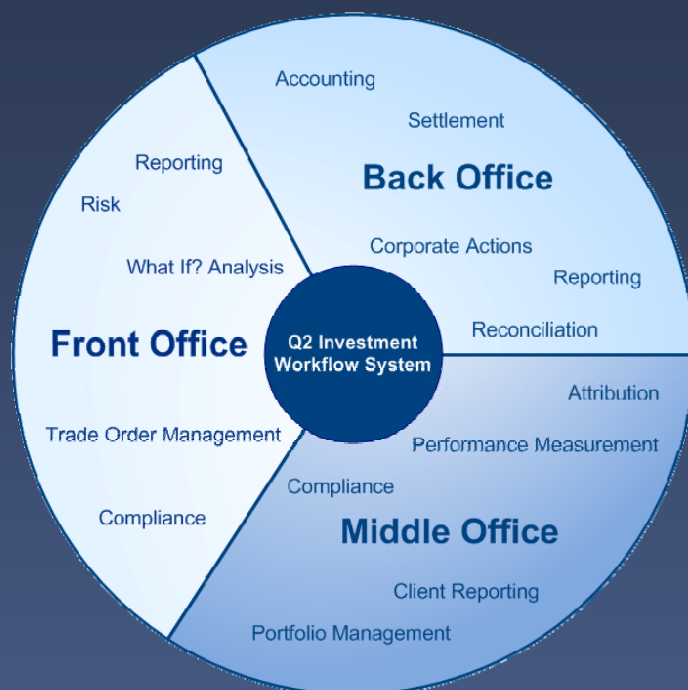 Accounting
Settlement
Back Office
Corporate Actions
Reporting
Reconciliation
Reporting
Risk
What If? Analysis
Front Office
Trade Order Management
Compliance
Q2 Investment
Workflow System
Attribution
Performance Measurement
Compliance
Middle Office
Client Reporting
Portfolio Management